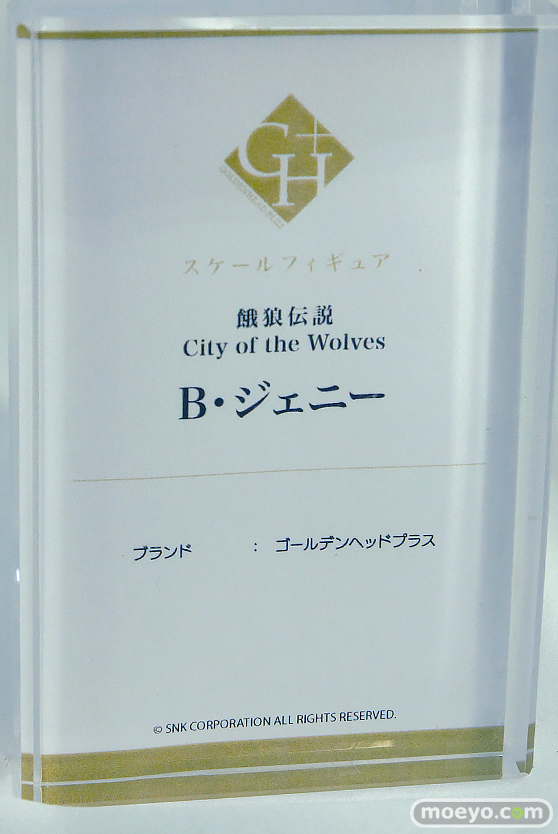 GH+
GOLDENHEAD PLUS
スケールフィギュア
餓狼伝説
City of the Wolves
B・ジェニー
ブランド : ゴールデンヘッドプラス
© SNK CORPORATION ALL RIGHTS RESERVED.
moeyo.com